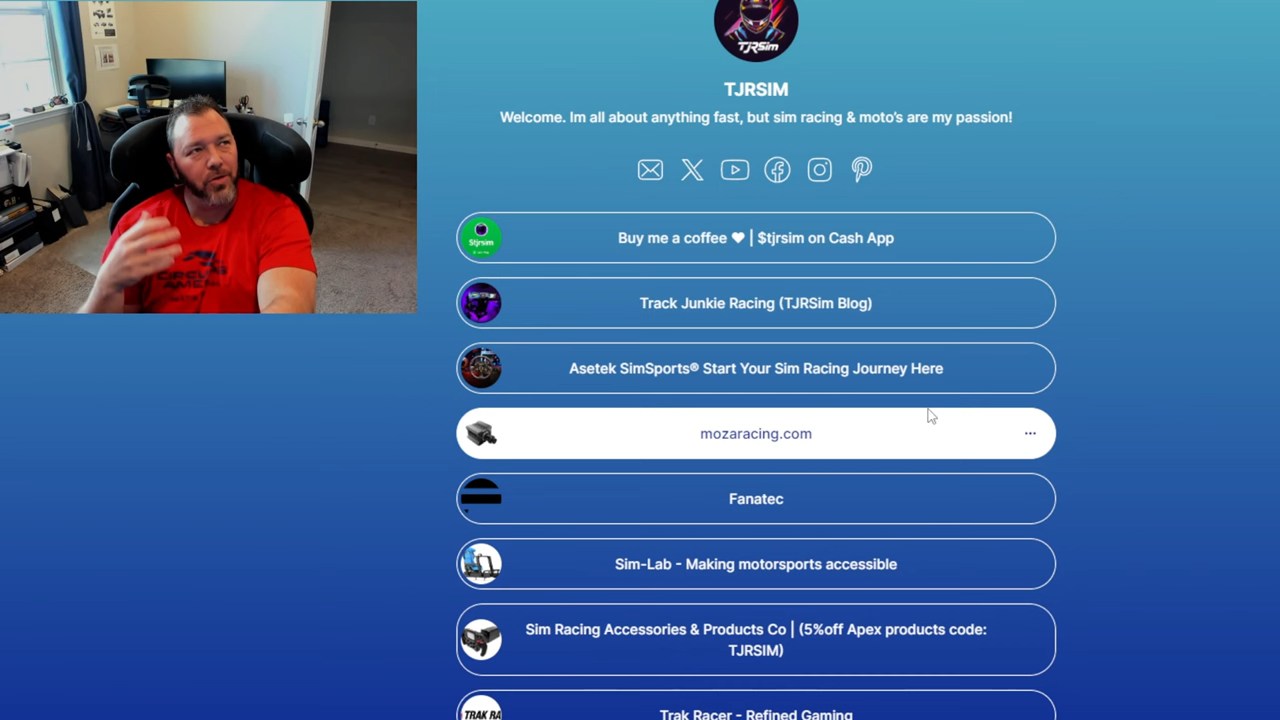 TJRSim
TJRSIM
Welcome. Im all about anything fast, but sim racing & moto's are my passion!
$tjrsim
Buy me a coffee ♥ | $tjrsim on Cash App
Track Junkie Racing (TJRSim Blog)
Asetek SimSports® Start Your Sim Racing Journey Here
mozaracing.com
Fanatec
Sim-Lab - Making motorsports accessible
Sim Racing Accessories & Products Co | (5%off Apex products code:
TJRSIM)
TRAK RA
Trak Racer - Refined Gaming